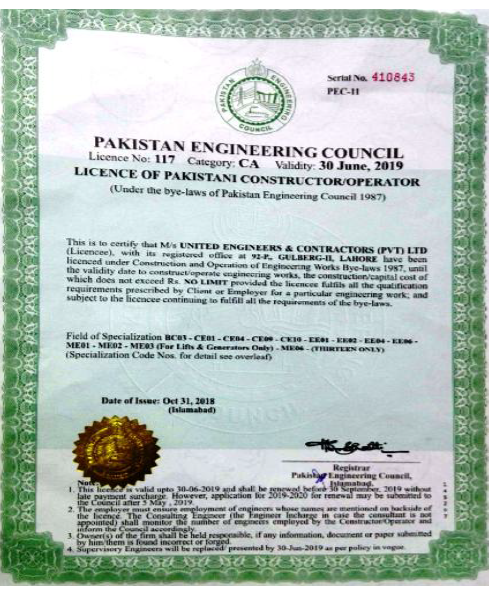 PAKISTAN ENGINEERING
COUNCIL
Serial No. 410843
PEC-11
PAKISTAN ENGINEERING COUNCIL
Licence No: 117 Category: CA Validity: 30 June, 2019
LICENCE OF PAKISTANI CONSTRUCTOR/OPERATOR
(Under the bye-laws of Pakistan Engineering Council 1987)
This is to certify that M/s UNITED ENGINEERS & CONTRACTORS (PVT) LTD
(Licencee), with its registered office at 92-P, GULBERG-II, LAHORE have been
licenced under Construction and Operation of Engineering Works Bye-laws 1987, until
the validity date to construct/operate engineering works, the construction/capital cost of
which does not exceed Rs. NO LIMIT provided the licencee fulfils all the qualification
requirements prescribed by Client or Employer for a particular engineering work; and
subject to the licencee continuing to fulfill all the requirements of the bye-laws.
Field of Specialization BC03 - CE01 - CE04 - CE09 - CE10 - EE01 - EE02 - EE04 - EE06 -
ME01 - ME02 - ME03 (For Lifts & Generators Only) - ME06 - (THIRTEEN ONLY)
(Specialization Code Nos. for detail see overleaf)
Date of Issue: Oct 31, 2018
(Islamabad)
Registrar
Pakistan Engineering Council,
Islamabad.
Note:
1. This licence is valid upto 30-06-2019 and shall be renewed before 30 September, 2019 without
late payment surcharge. However, application for 2019-2020 for renewal may be submitted to
the Council after 5 May, 2019.
2. The employer must ensure employment of engineers whose names are mentioned on backside of
the licence. The Consulting Engineer (the Engineer Incharge in case the consultant is not
appointed) shall monitor the number of engineers employed by the Constructor/Operator and
inform the Council accordingly.
3. Owner(s) of the firm shall be held responsible, if any information, document or paper submitted
by him/them is found incorrect or forged.
4. Supervisory Engineers will be replaced/ presented by 30-Jun-2019 as per policy in vogue.